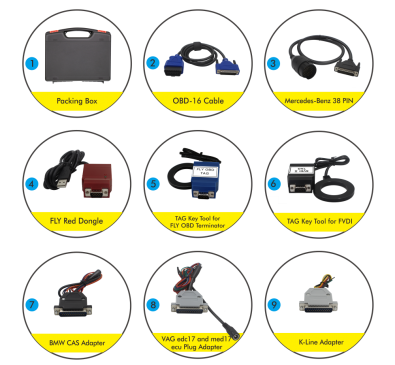 1
Packing Box
2
OBD-16 Cable
3
Mercedes-Benz 38 PIN
4
FLY Red Dongle
5
FLY OBD
TAG
TAG Key Tool for
FLY OBD Terminator
6
TAG Key Tool for FVDI
7
BMW CAS Adapter
8
VAG edc17 and med17
ecu Plug Adapter
9
K-Line Adapter